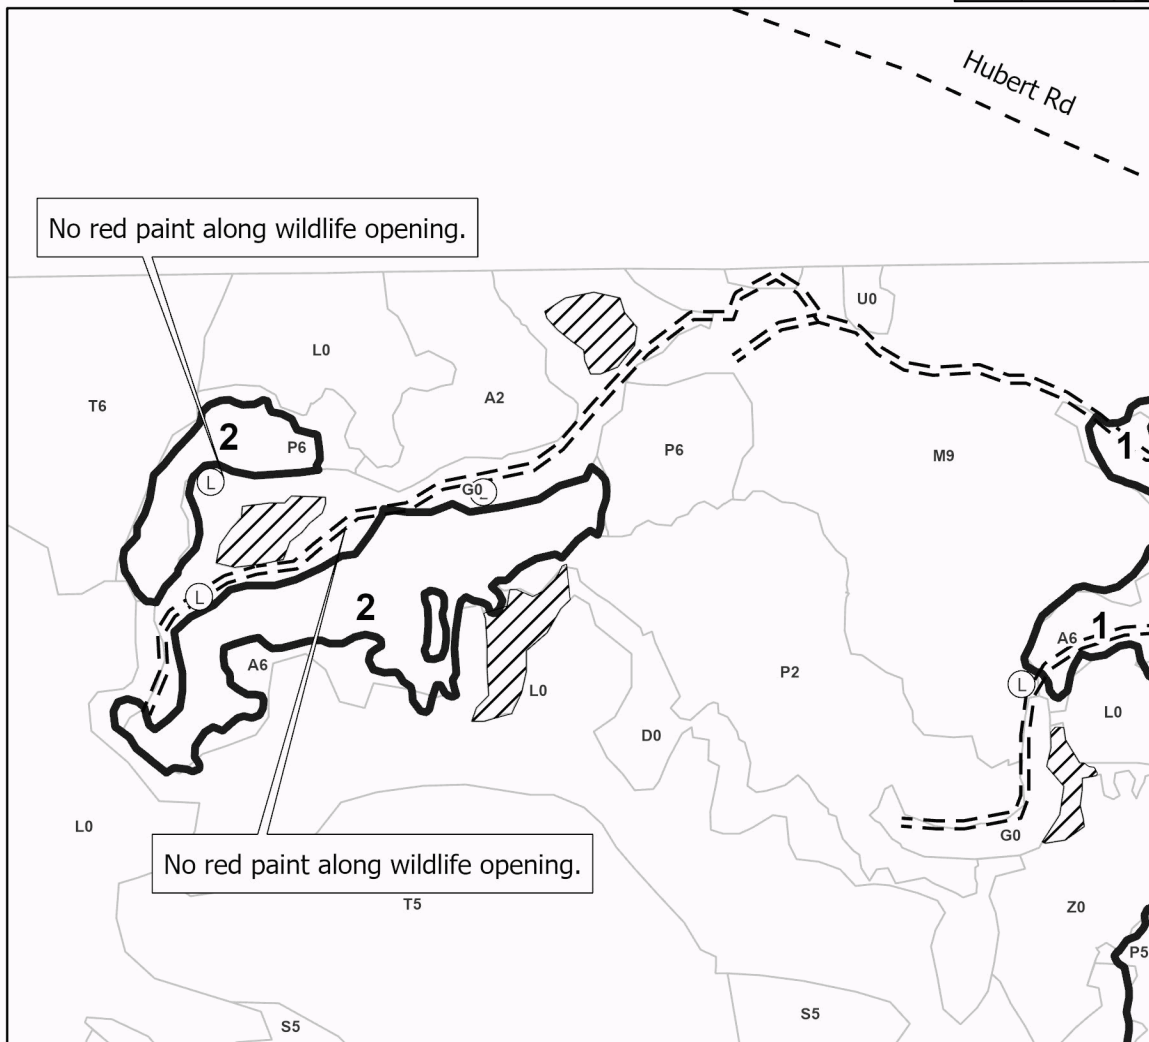 Hubert Rd
No red paint along wildlife opening.
U0
L0
T6
A2
2
P6
P6
M9
1
L
G0
L
L
2
A6
1
A6
L
L0
P2
L0
D0
L0
G0
No red paint along wildlife opening.
T5
Z0
P5
S5
S5